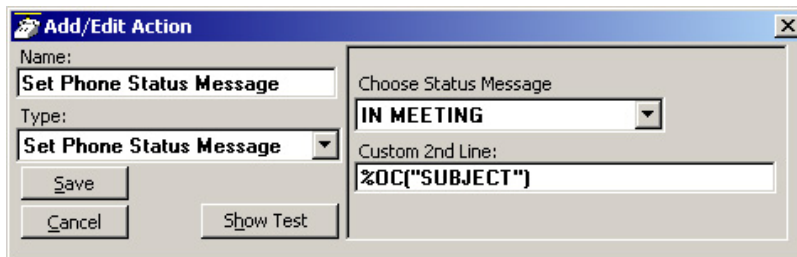 Add/Edit Action
Name:
Set Phone Status Message
Type:
Set Phone Status Message
Save
Cancel
Show Test
Choose Status Message
IN MEETING
Custom 2nd Line:
%OC("SUBJECT")